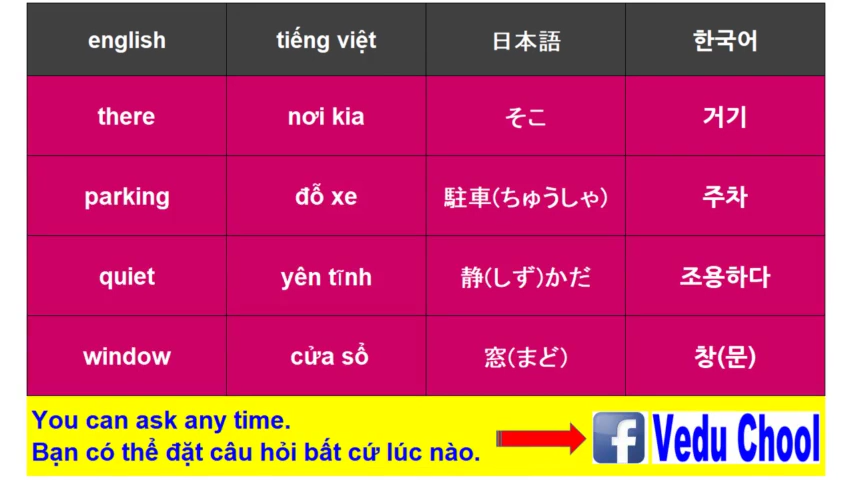 english tiếng việt 日本語 한국어
there nơi kia そこ 거기
parking đỗ xe 駐車(ちゅうしゃ) 주차
quiet yên tĩnh 静(しず)かだ 조용하다
window cửa sổ 窓(まど) 창(문)
You can ask any time.
Bạn có thể đặt câu hỏi bất cứ lúc nào.
f Vedu Chool